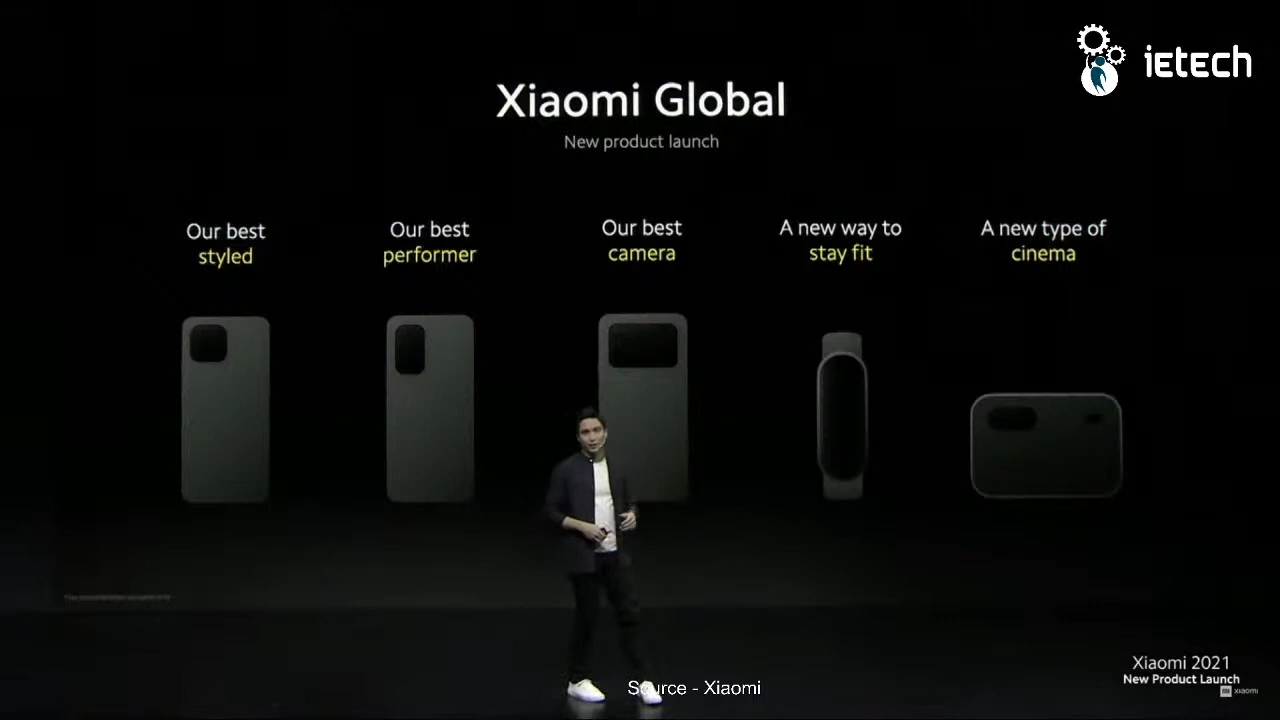 ietech
Xiaomi Global
New product launch
Our best
styled
Our best
performer
Our best
camera
A new way to
stay fit
A new type of
cinema
Xiaomi 2021
New Product Launch
mi xiaomi
Source - Xiaomi